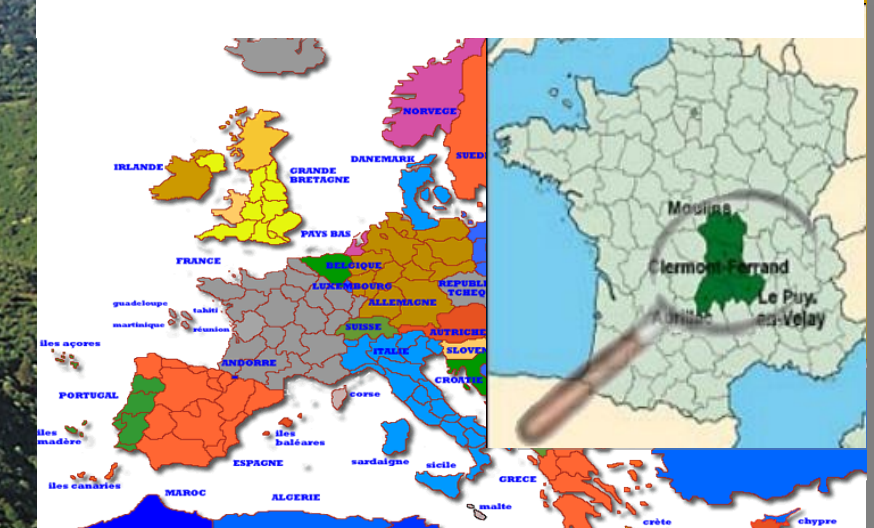 NORVEGE
IRLANDE
GRANDE
BRETAGNE
DANEMARK
SUED
PAYS BAS
FRANCE
BELGIQUE
LUXEMBOURG
REPUBL
TCHEQ
ALLEMAGNE
guadeloupe
tahiti
martinique
réunion
SUISSE
AUTRICHE
iles açores
ITALIE
SLOVEN
ANDORRE
CROATIE
PORTUGAL
corse
iles
madère
iles
baléares
ESPAGNE
sardaigne
sicile
iles canaries
MAROC
ALGERIE
malte
GRECE
crète
chypre
Moulins
Clermont-Ferrand
Le Puy.
en-Velay
Aurillac